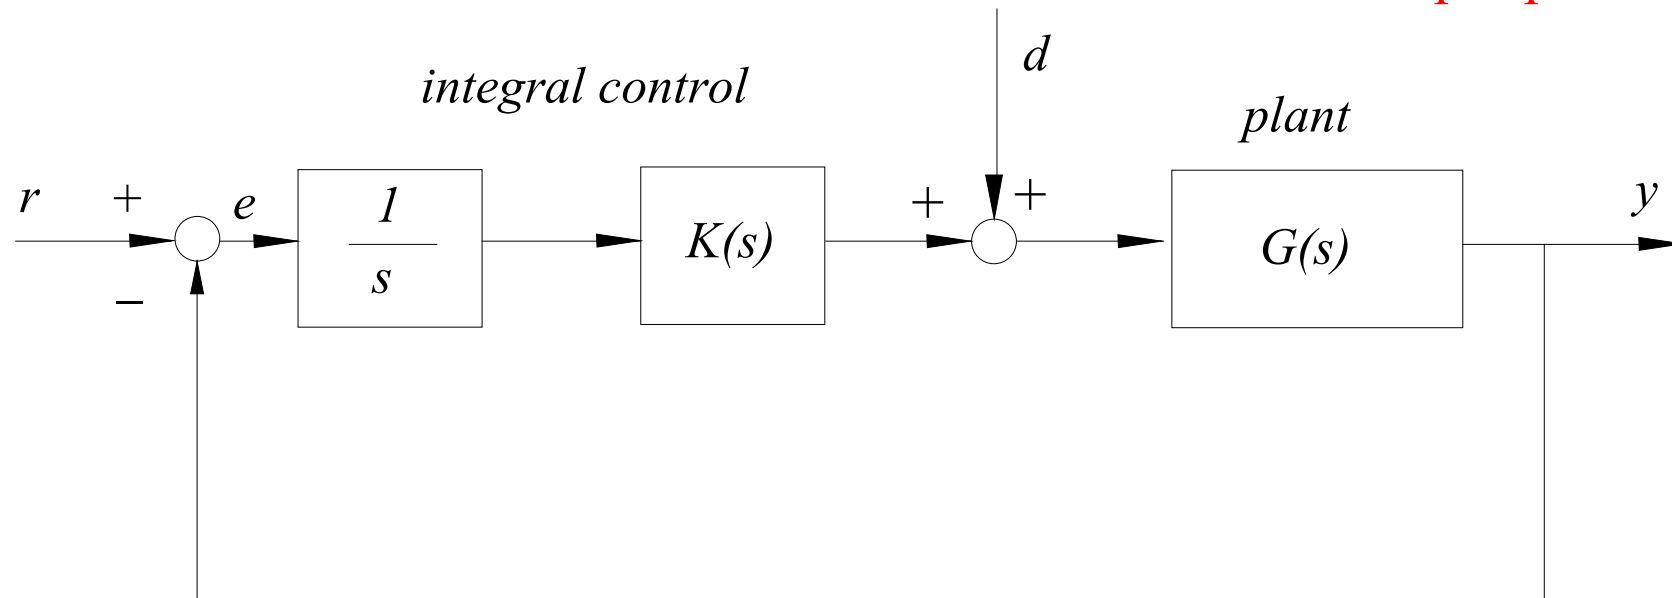 d
integral control
plant
r + e 1 + + y
s K(s) G(s)
−